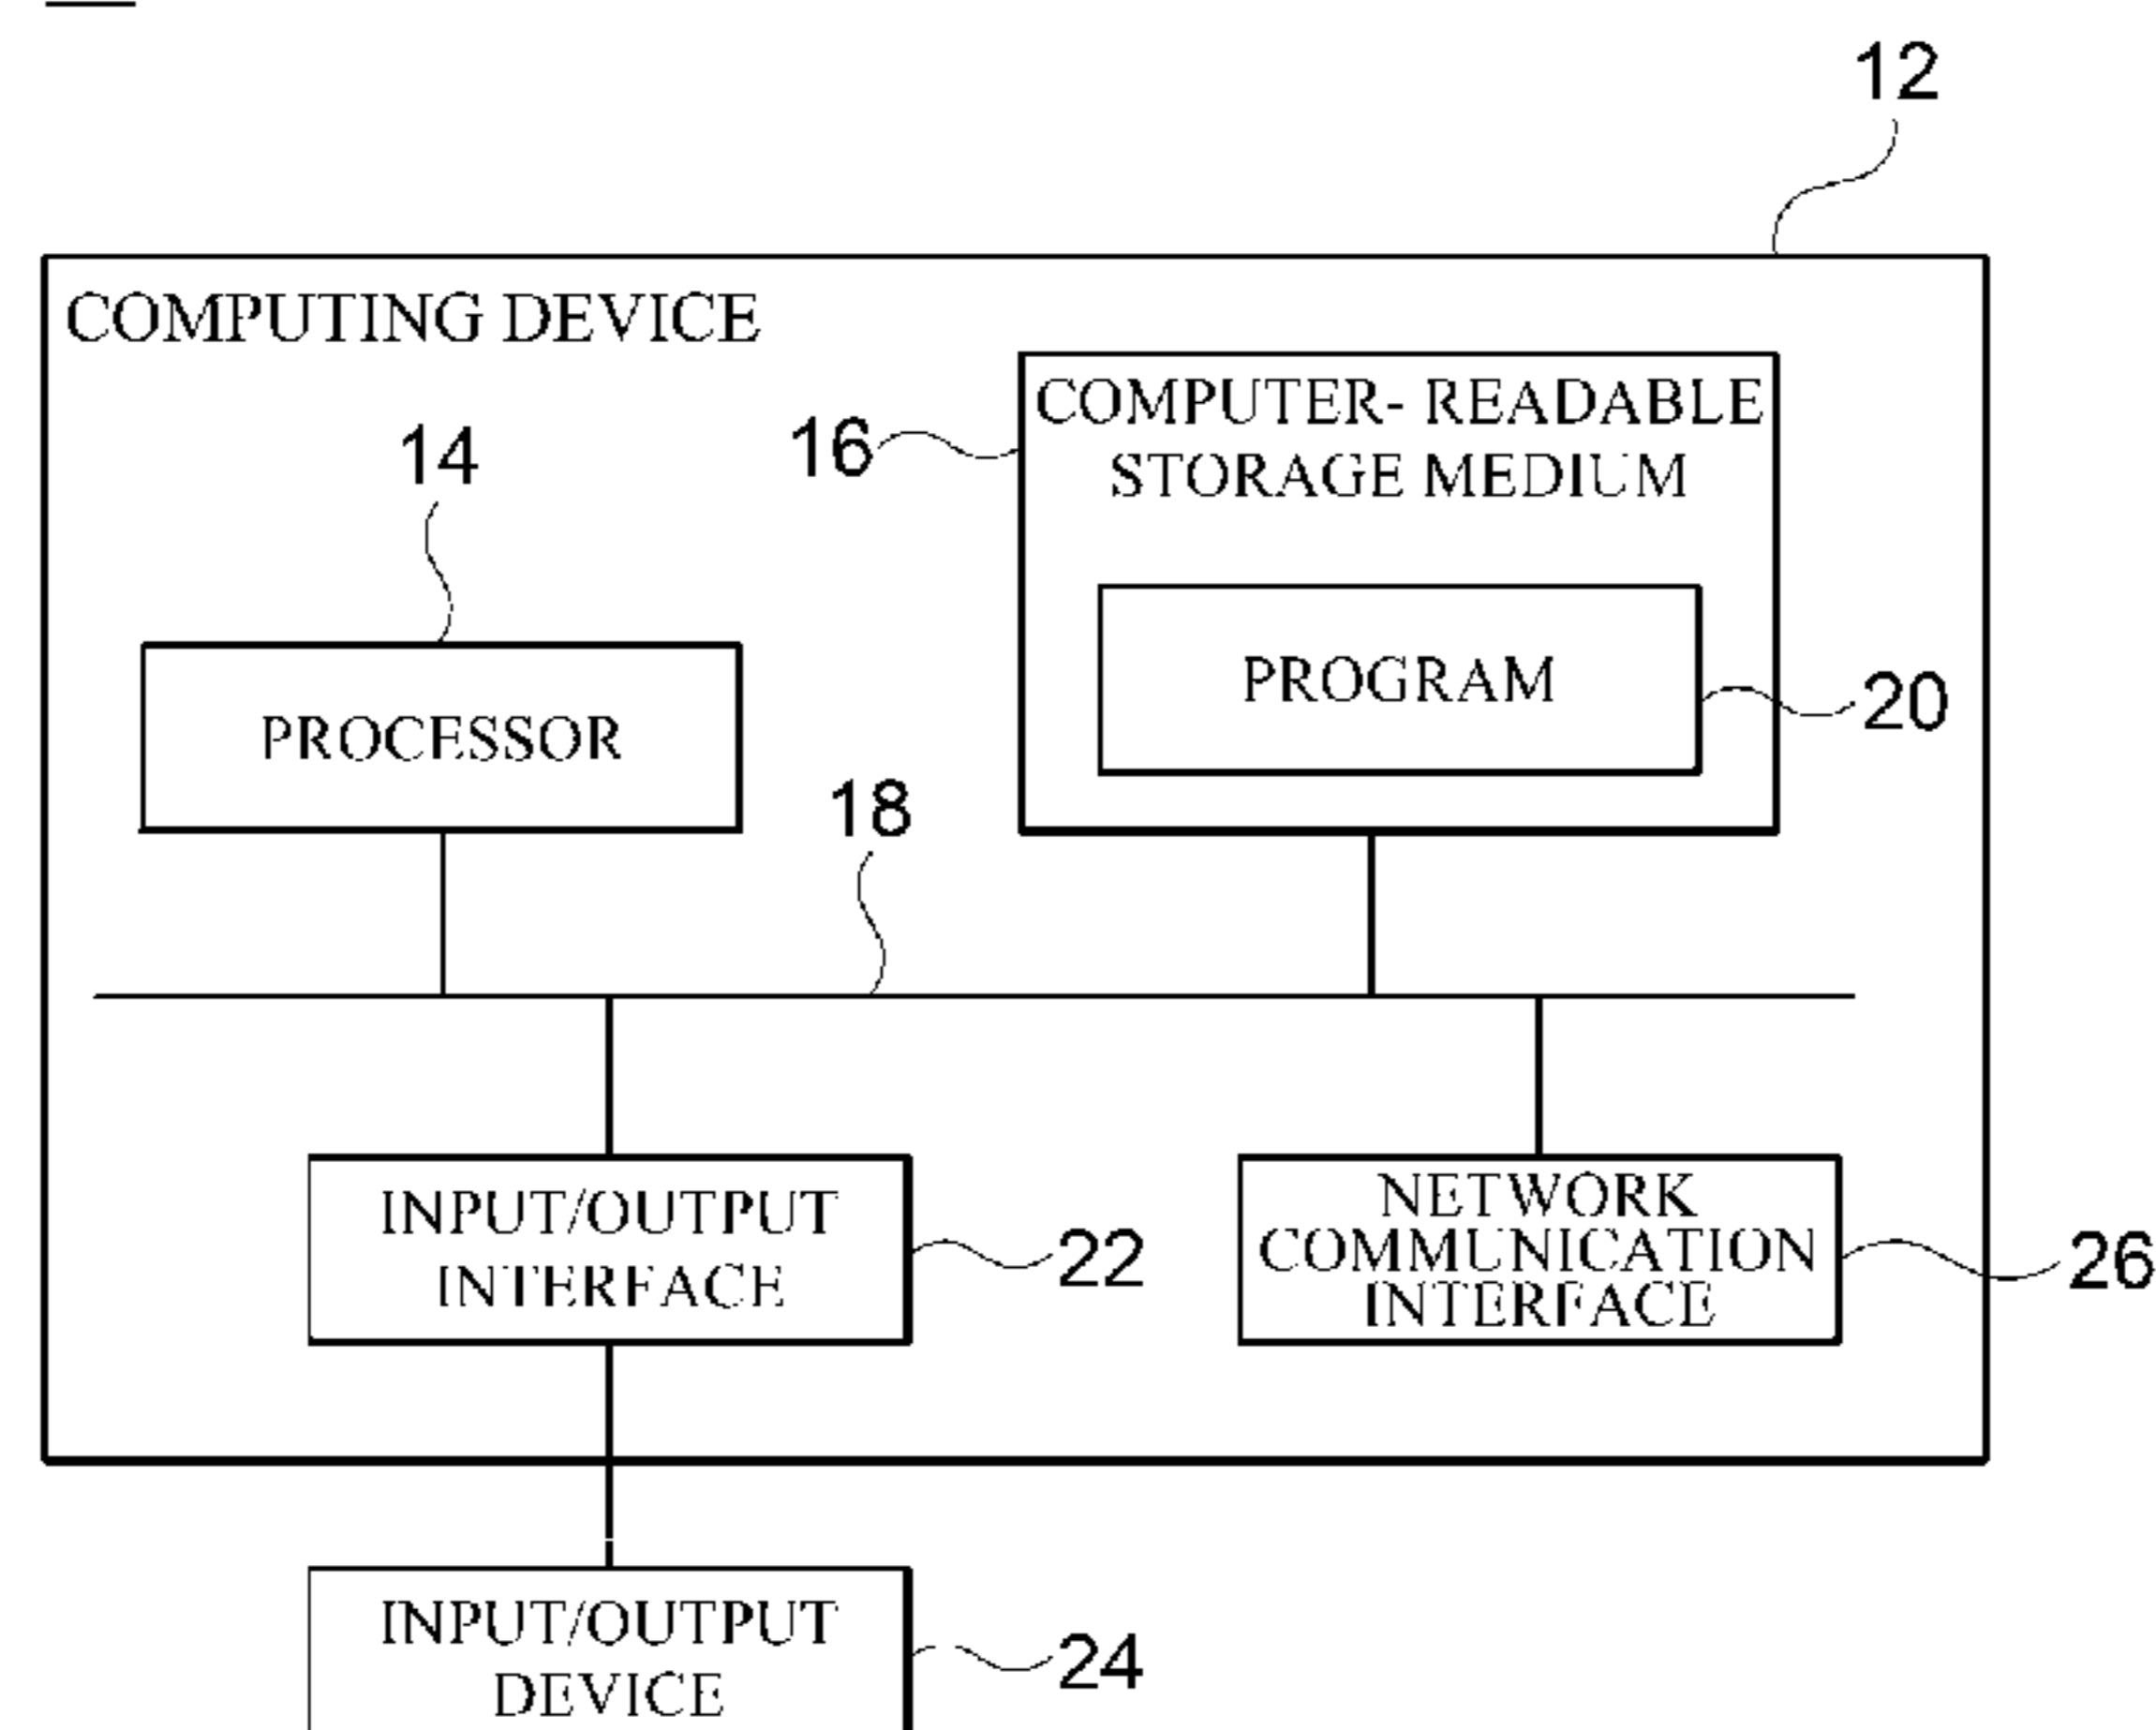 12
COMPUTING DEVICE
COMPUTER- READABLE
STORAGE MEDIUM
16
14
PROGRAM
20
PROCESSOR
18
INPUT/OUTPUT
INTERFACE
22
NETWORK
COMMUNICATION
INTERFACE
26
INPUT/OUTPUT
DEVICE
24